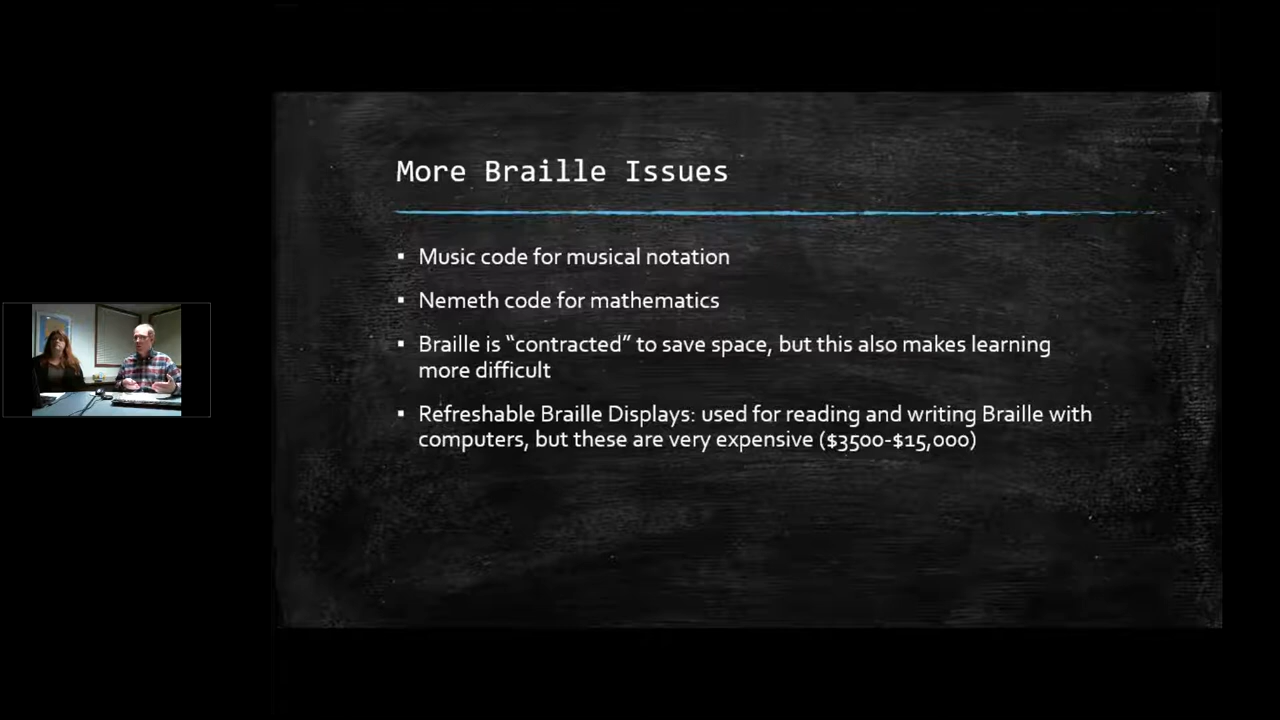 More Braille Issues
▪ Music code for musical notation
▪ Nemeth code for mathematics
▪ Braille is “contracted” to save space, but this also makes learning
more difficult
▪ Refreshable Braille Displays: used for reading and writing Braille with
computers, but these are very expensive ($3500-$15,000)